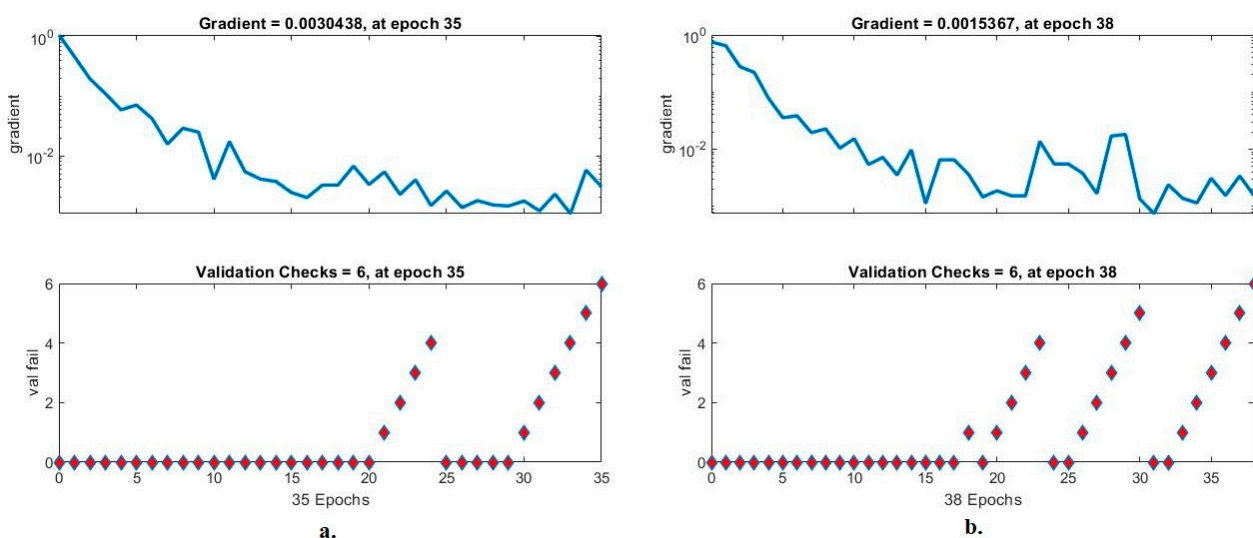 Gradient = 0.0030438, at epoch 35
10^0
10^-2
gradient
Validation Checks = 6, at epoch 35
6
4
2
0
val fail
0 5 10 15 20 25 30 35
35 Epochs
a.
Gradient = 0.0015367, at epoch 38
10^0
10^-2
gradient
Validation Checks = 6, at epoch 38
6
4
2
0
val fail
0 5 10 15 20 25 30 35
38 Epochs
b.